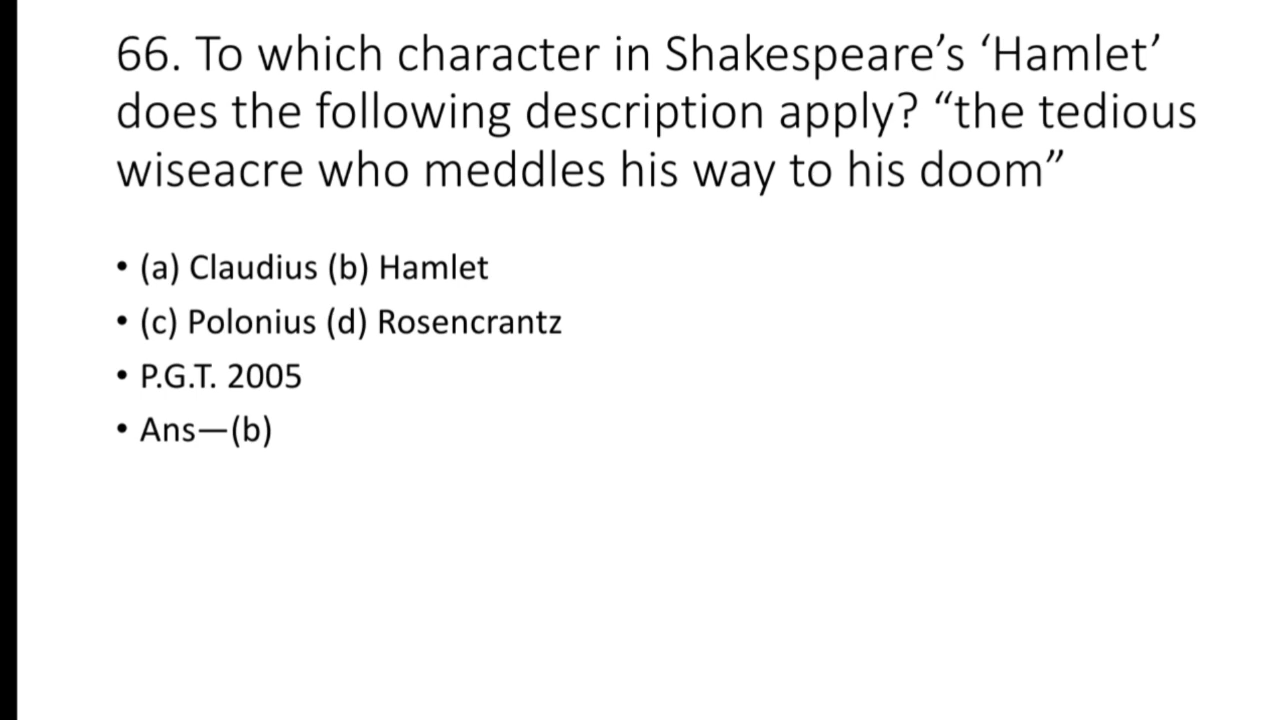 66. To which character in Shakespeare’s ‘Hamlet’
does the following description apply? “the tedious
wiseacre who meddles his way to his doom”
• (a) Claudius (b) Hamlet
• (c) Polonius (d) Rosencrantz
• P.G.T. 2005
• Ans—(b)